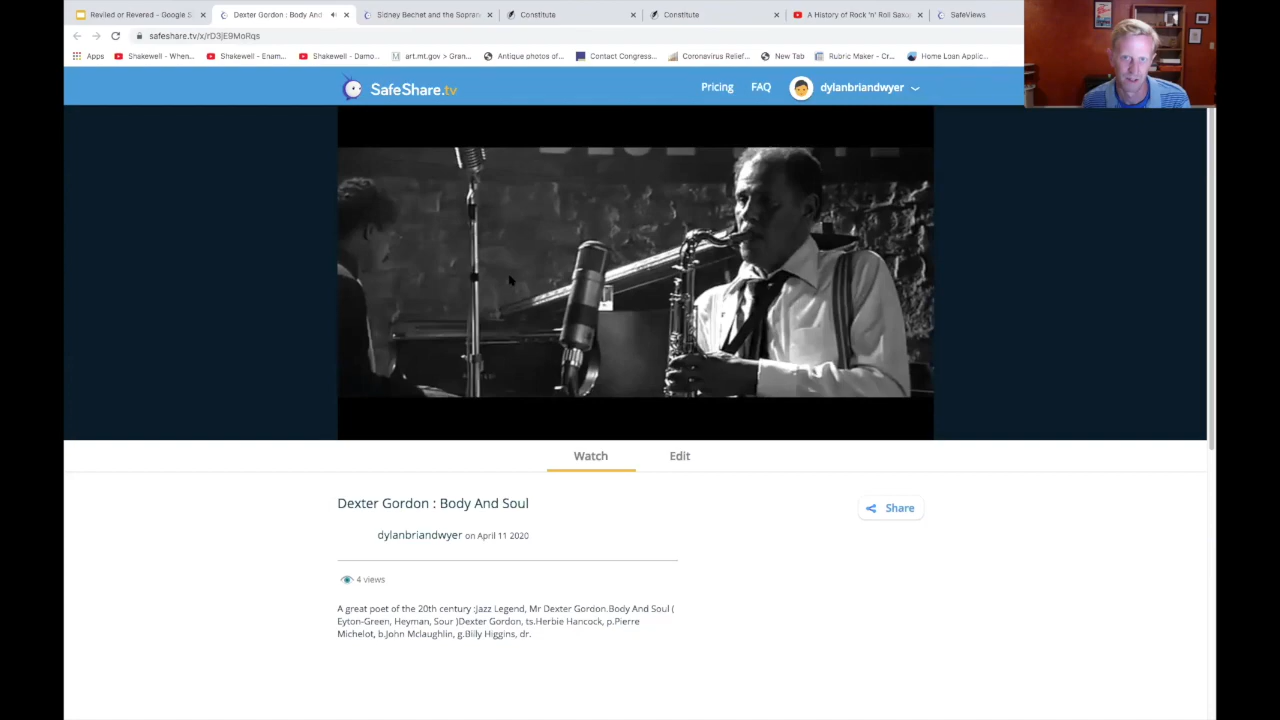 Reviled or Revered - Google S
Dexter Gordon : Body And
Sidney Bechet and the Sopran
Constitute
Constitute
A History of Rock 'n' Roll Saxo
SafeViews
safeshare.tv/x/rD3jE9MoRqs
Apps
Shakewell - When...
Shakewell - Enam...
Shakewell - Damo...
art.mt.gov > Gran...
Antique photos of...
Contact Congress...
Coronavirus Relief...
New Tab
Rubric Maker - Cr...
Home Loan Applic...
SafeShare.tv
Pricing
FAQ
dylanbriandwyer
Watch
Edit
Dexter Gordon : Body And Soul
Share
dylanbriandwyer on April 11 2020
4 views
A great poet of the 20th century :Jazz Legend, Mr Dexter Gordon.Body And Soul (
Eyton-Green, Heyman, Sour )Dexter Gordon, ts.Herbie Hancock, p.Pierre
Michelot, b.John Mclaughlin, g.Billy Higgins, dr.